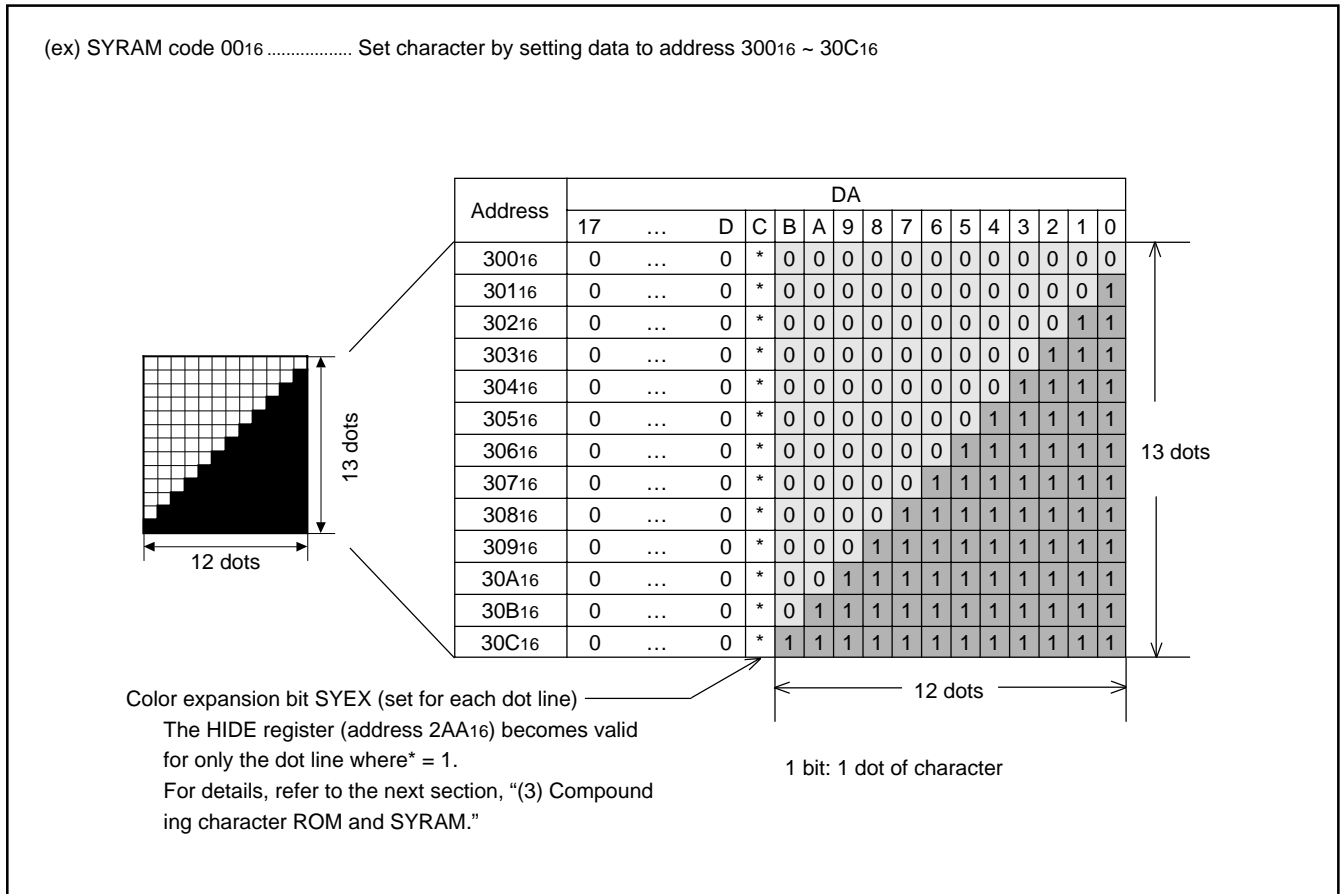 (ex) SYRAM code 0016 .................. Set character by setting data to address 30016 ~ 30C16
Address DA
17 … D C B A 9 8 7 6 5 4 3 2 1 0
30016 0 … 0 * 0 0 0 0 0 0 0 0 0 0 0 0
30116 0 … 0 * 0 0 0 0 0 0 0 0 0 0 0 1
30216 0 … 0 * 0 0 0 0 0 0 0 0 0 0 1 1
30316 0 … 0 * 0 0 0 0 0 0 0 0 0 1 1 1
30416 0 … 0 * 0 0 0 0 0 0 0 0 1 1 1 1
30516 0 … 0 * 0 0 0 0 0 0 0 1 1 1 1 1
30616 0 … 0 * 0 0 0 0 0 0 1 1 1 1 1 1
30716 0 … 0 * 0 0 0 0 0 1 1 1 1 1 1 1
30816 0 … 0 * 0 0 0 0 1 1 1 1 1 1 1 1
30916 0 … 0 * 0 0 0 1 1 1 1 1 1 1 1 1
30A16 0 … 0 * 0 0 1 1 1 1 1 1 1 1 1 1
30B16 0 … 0 * 0 1 1 1 1 1 1 1 1 1 1 1
30C16 0 … 0 * 1 1 1 1 1 1 1 1 1 1 1 1
13 dots
12 dots
13 dots
12 dots
Color expansion bit SYEX (set for each dot line)
The HIDE register (address 2AA16) becomes valid
for only the dot line where* = 1.
For details, refer to the next section, “(3) Compound
ing character ROM and SYRAM.”
1 bit: 1 dot of character